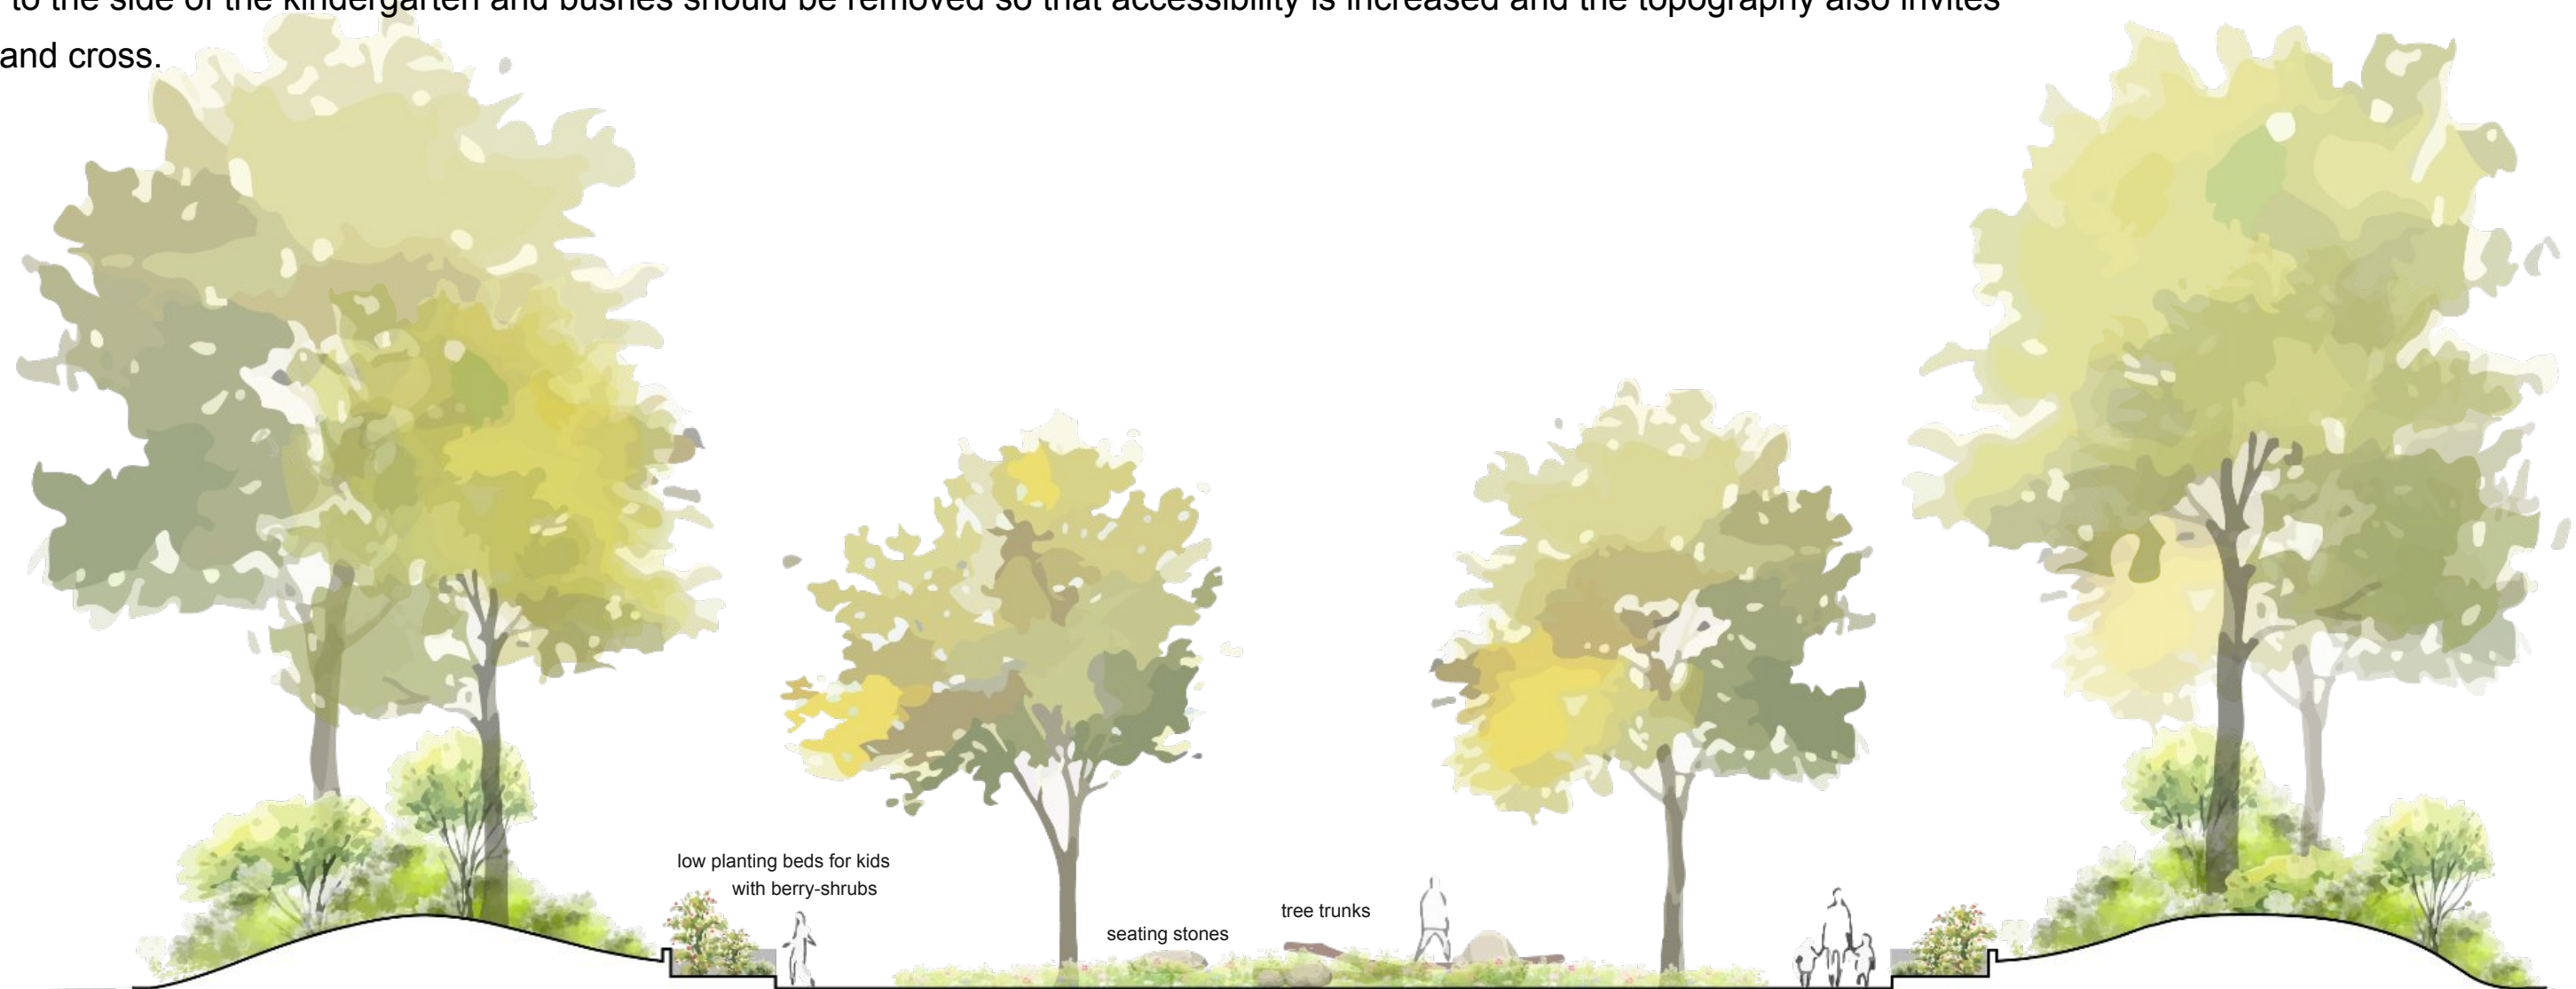 to the side of the kindergarten and bushes should be removed so that accessibility is increased and the topography also invites
and cross.
low planting beds for kids
with berry-shrubs
tree trunks
seating stones